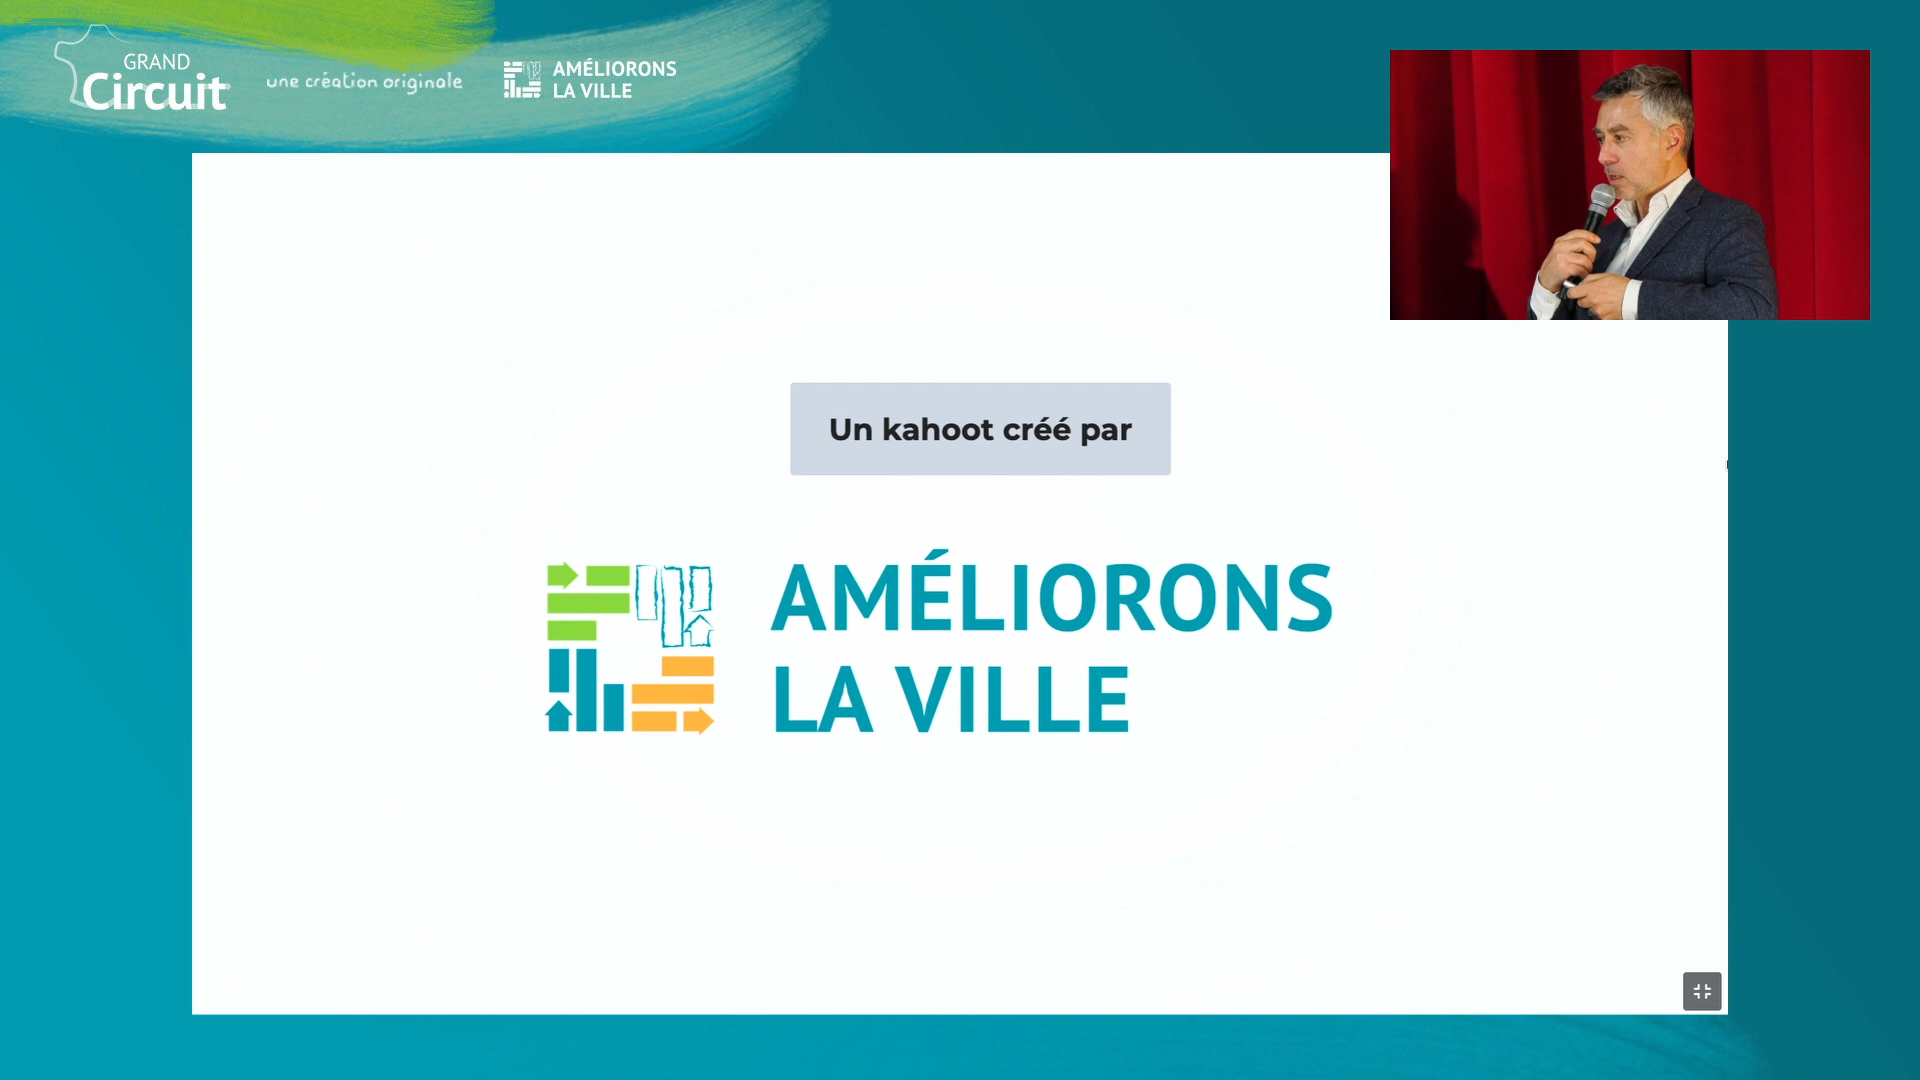 GRAND
Circuit
une création originale
AMÉLIORONS
LA VILLE
Un kahoot créé par
AMÉLIORONS
LA VILLE